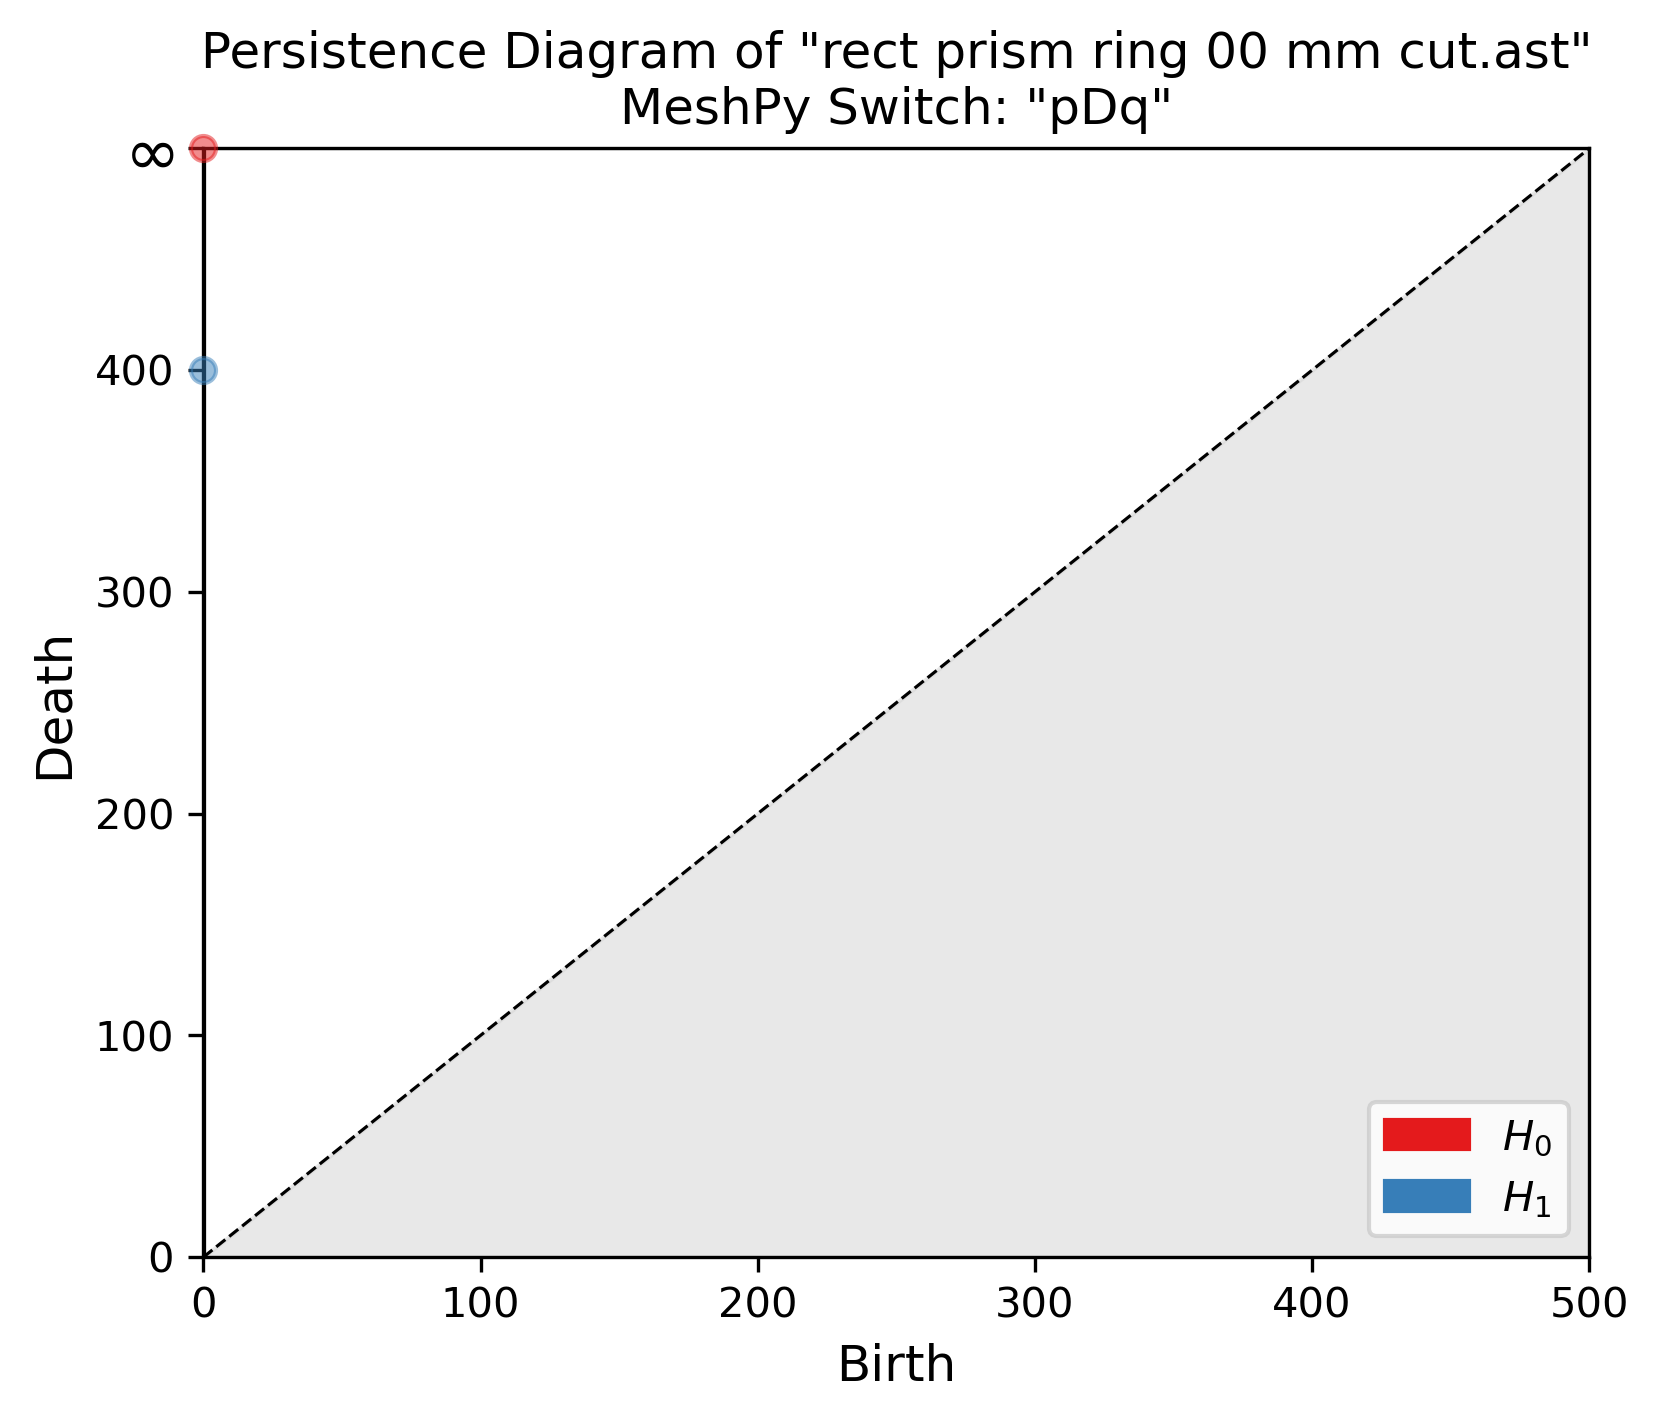 Persistence Diagram of "rect prism ring 00 mm cut.ast"
MeshPy Switch: "pDq"
∞
400
300
200
100
0
Death
0 100 200 300 400 500
Birth
H₀
H₁